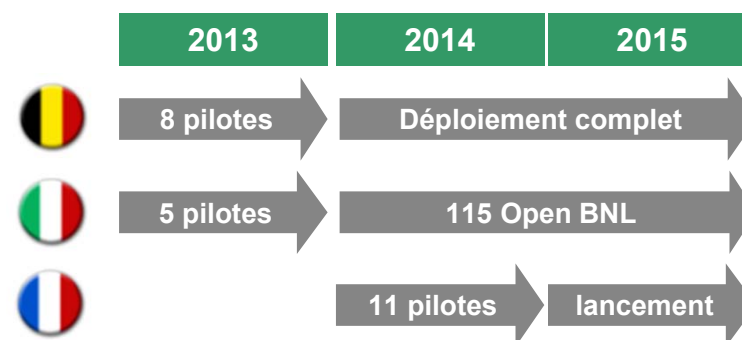 2013 2014 2015
8 pilotes Déploiement complet
5 pilotes 115 Open BNL
11 pilotes lancement